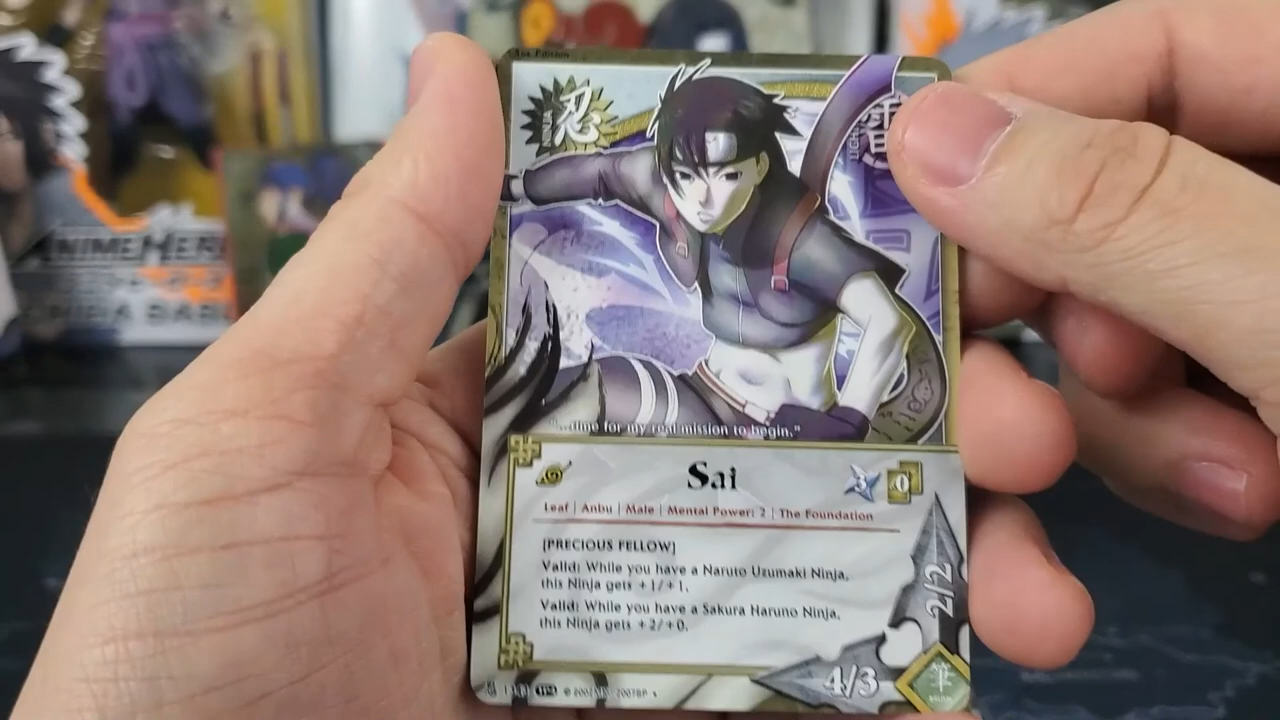 1st Edition
NINJA
忍
"...time for my real mission to begin."
Sai
3
0
Leaf | Anbu | Male | Mental Power: 2 | The Foundation
[PRECIOUS FELLOW]
Valid: While you have a Naruto Uzumaki Ninja,
this Ninja gets +1/+1.
Valid: While you have a Sakura Haruno Ninja,
this Ninja gets +2/+0.
2/2
4/3
筆